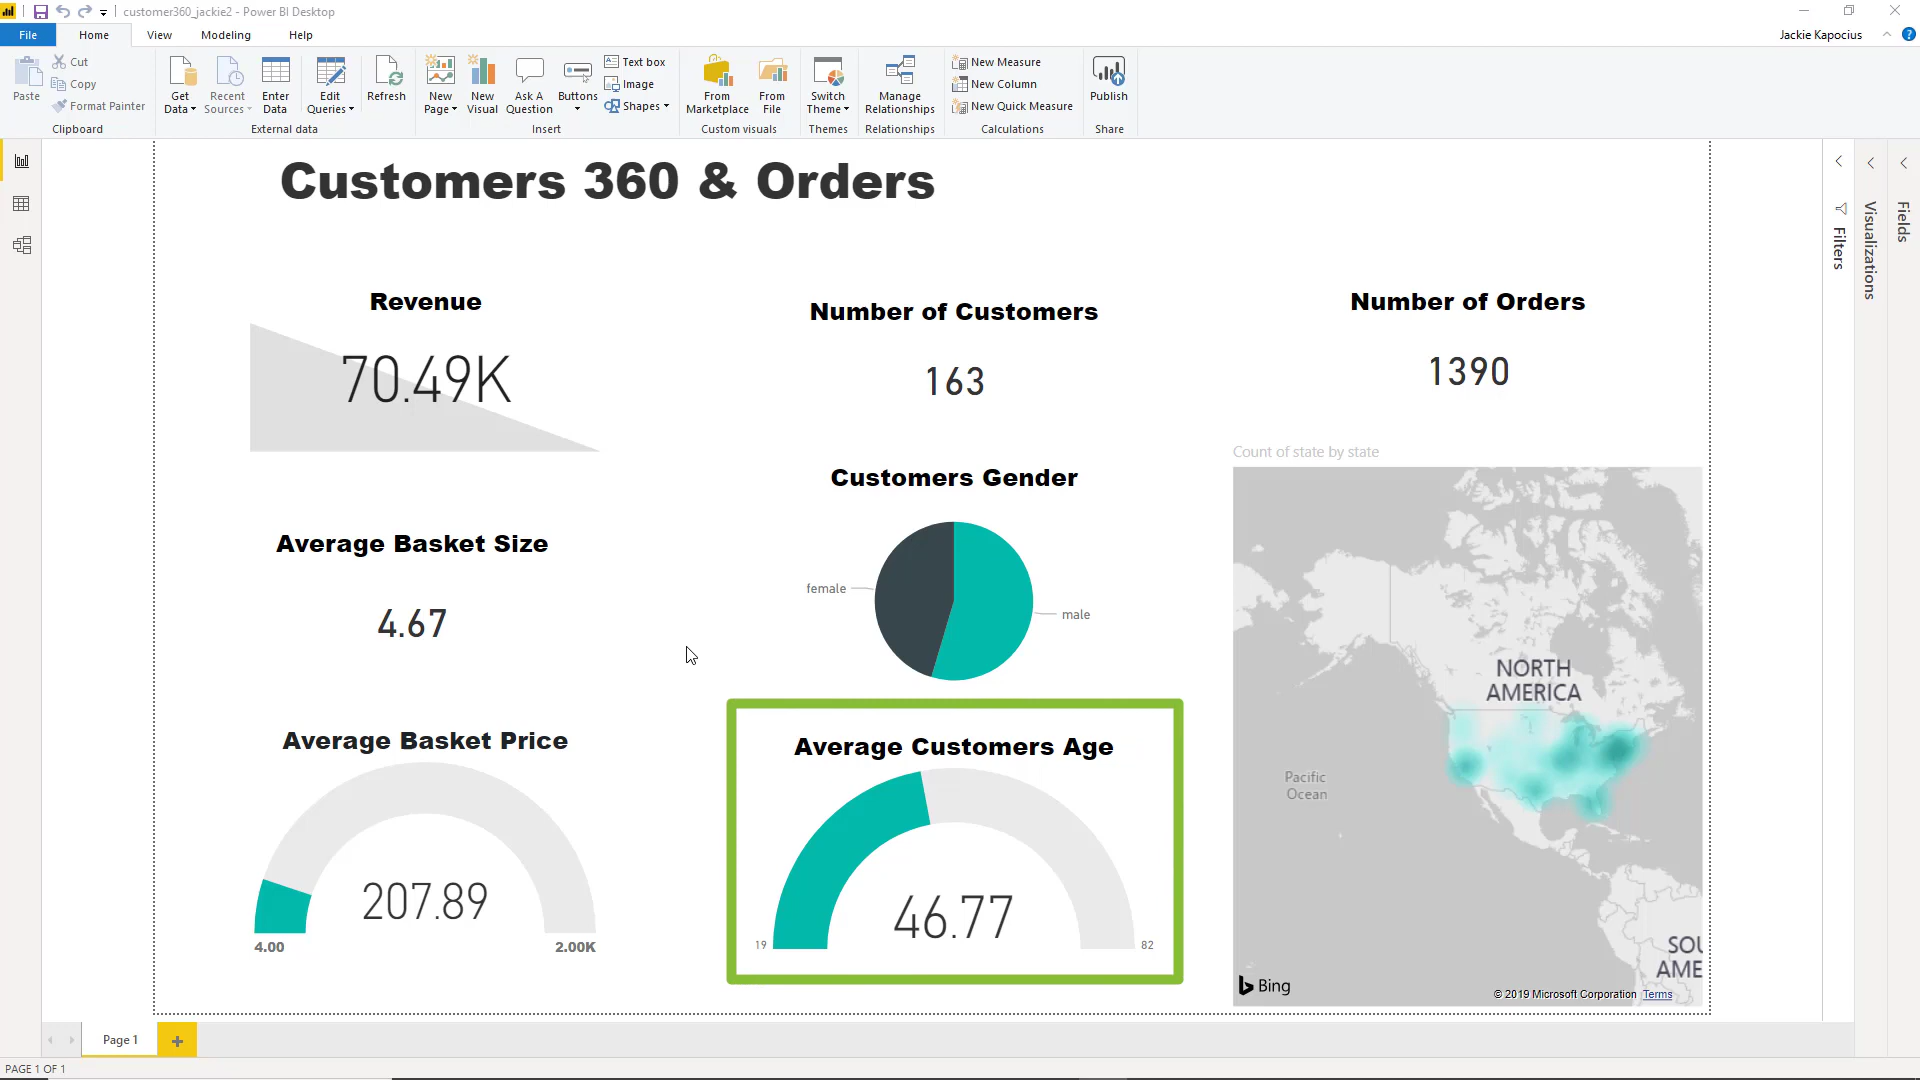 customer360_jackie2 - Power BI Desktop
File Home View Modeling Help
Jackie Kapocius
Paste
Cut
Copy
Format Painter
Clipboard
Get Data
Recent Sources
Enter Data
Edit Queries
Refresh
External data
New Page
New Visual
Ask A Question
Buttons
Text box
Image
Shapes
Insert
From Marketplace
From File
Custom visuals
Switch Theme
Themes
Manage Relationships
Relationships
New Measure
New Column
New Quick Measure
Calculations
Publish
Share
Filters
Visualizations
Fields
Customers 360 & Orders
Revenue
70.49K
Number of Customers
163
Number of Orders
1390
Average Basket Size
4.67
Customers Gender
female
male
Count of state by state
NORTH
AMERICA
Pacific
Ocean
SOU
AME
Bing
© 2019 Microsoft Corporation Terms
Average Basket Price
207.89
4.00
2.00K
Average Customers Age
46.77
19
82
Page 1
PAGE 1 OF 1